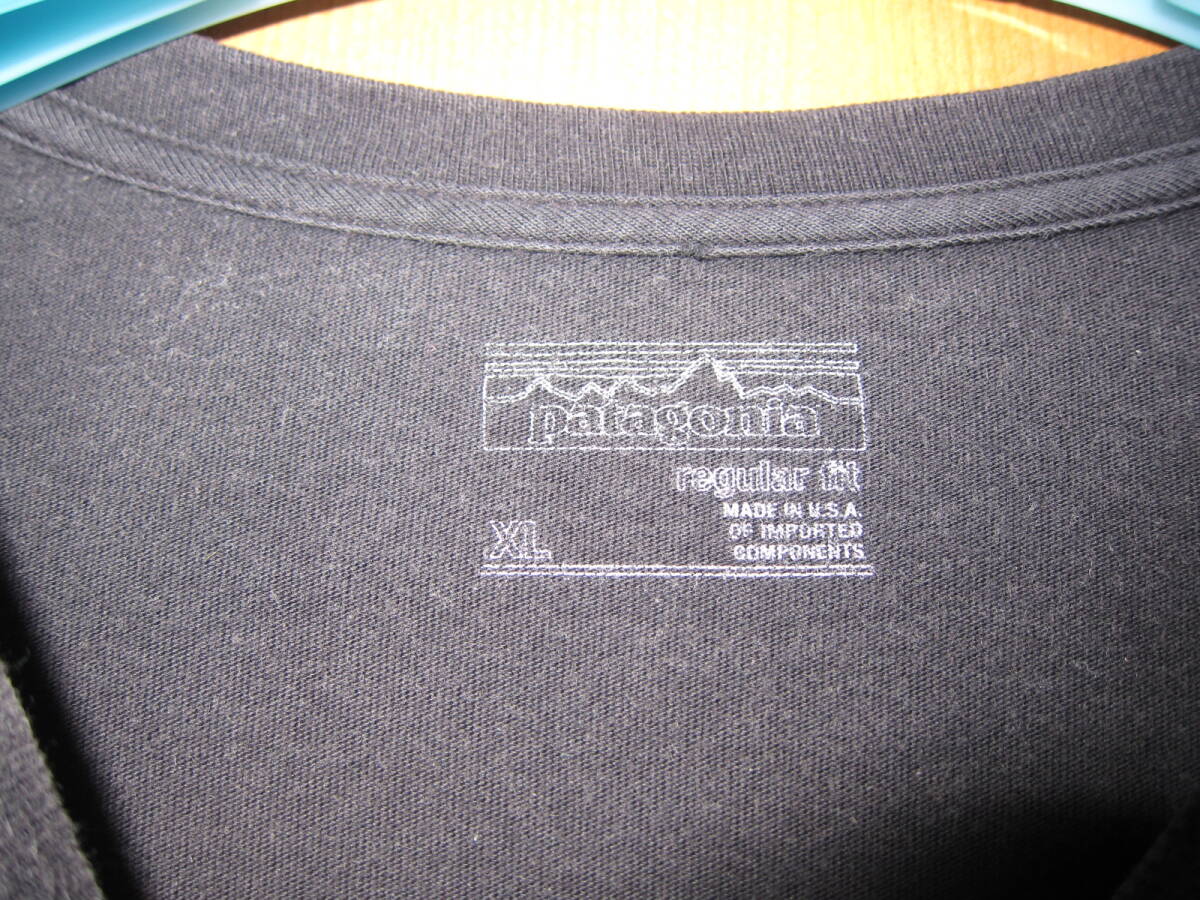 patagonia
regular fit
MADE IN U.S.A.
OF IMPORTED
XL COMPONENTS